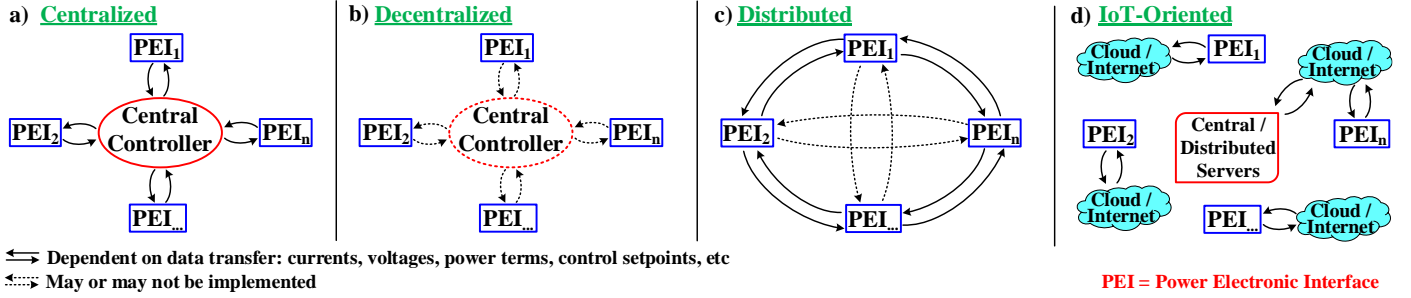 a) Centralized
PEI1
PEI2
Central
Controller
PEIn
PEI...
b) Decentralized
PEI1
PEI2
Central
Controller
PEIn
PEI...
c) Distributed
PEI1
PEI2
PEIn
PEI...
d) IoT-Oriented
Cloud /
Internet
PEI1
Cloud /
Internet
PEI2
Central /
Distributed
Servers
PEIn
Cloud /
Internet
PEI...
Cloud /
Internet
Dependent on data transfer: currents, voltages, power terms, control setpoints, etc
May or may not be implemented
PEI = Power Electronic Interface